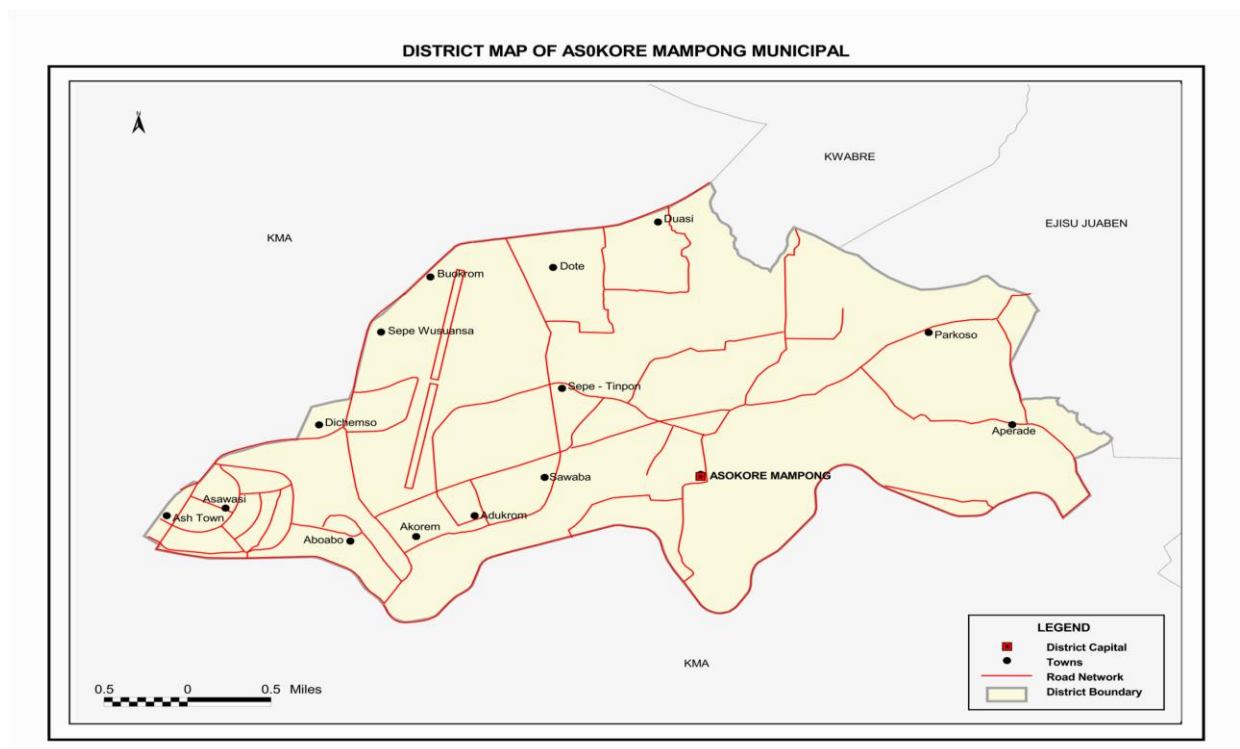 DISTRICT MAP OF AS0KORE MAMPONG MUNICIPAL
N
KWABRE
EJISU JUABEN
KMA
Duasi
Dote
Buokrom
Sepe Wusuansa
Parkoso
Sepe - Tinpon
Dichemso
Aperade
Sawaba
ASOKORE MAMPONG
Asawasi
Ash Town
Adukrom
Akorem
Aboabo
KMA
LEGEND
District Capital
Towns
Road Network
District Boundary
0.5 0 0.5 Miles